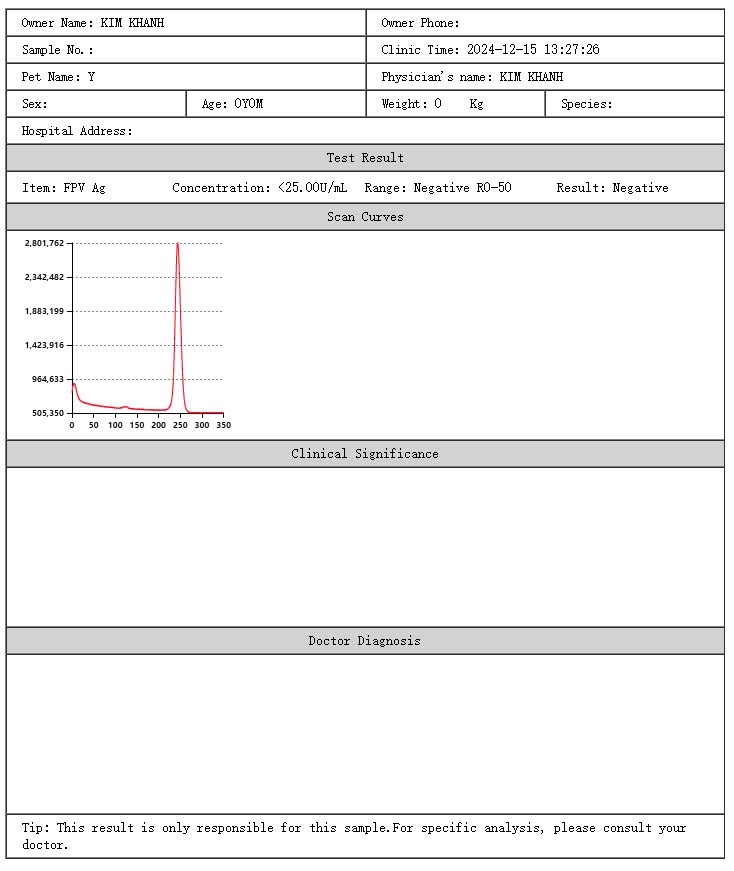 Owner Name: KIM KHANH Owner Phone:
Sample No.: Clinic Time: 2024-12-15 13:27:26
Pet Name: Y Physician's name: KIM KHANH
Sex: Age: 0Y0M Weight: 0 Kg Species:
Hospital Address:
Test Result
Item: FPV Ag Concentration: <25.00U/mL Range: Negative R0-50 Result: Negative
Scan Curves
2,801,762
2,342,482
1,883,199
1,423,916
964,633
505,350
0 50 100 150 200 250 300 350
Clinical Significance
Doctor Diagnosis
Tip: This result is only responsible for this sample.For specific analysis, please consult your
doctor.